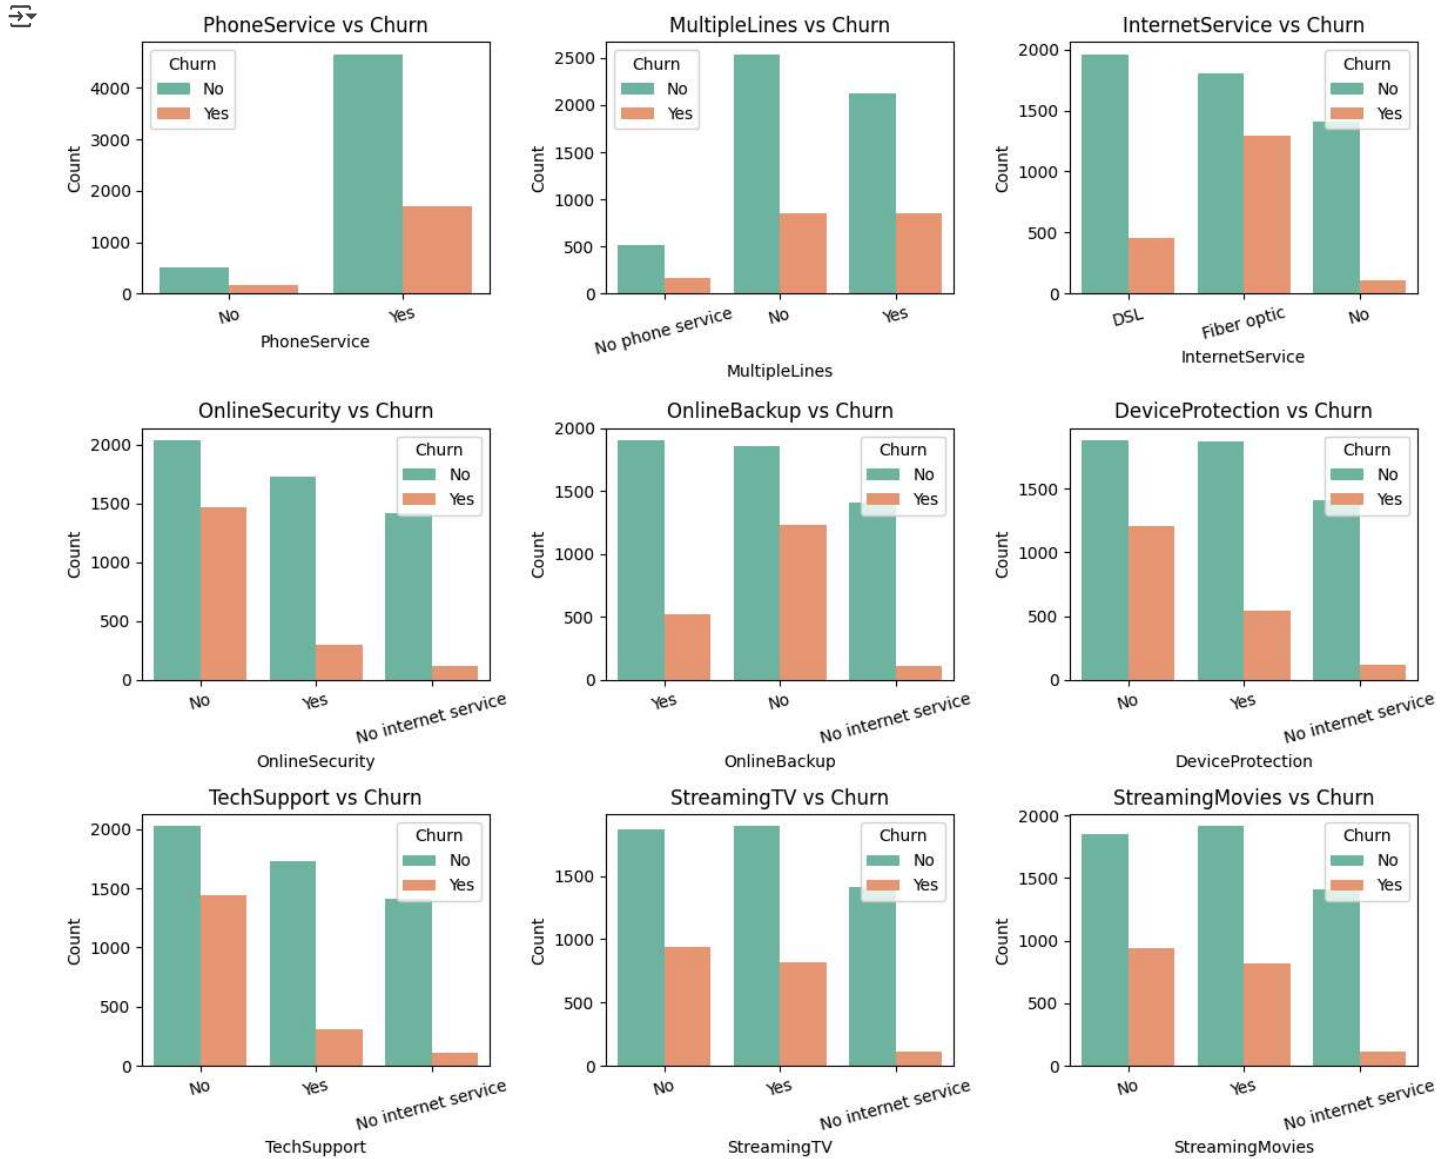 PhoneService vs Churn
Churn
No
Yes
4000
3000
2000
1000
0
Count
No
Yes
PhoneService
MultipleLines vs Churn
Churn
No
Yes
2500
2000
1500
1000
500
0
Count
No phone service
No
Yes
MultipleLines
InternetService vs Churn
Churn
No
Yes
2000
1500
1000
500
0
Count
DSL
Fiber optic
No
InternetService
OnlineSecurity vs Churn
Churn
No
Yes
2000
1500
1000
500
0
Count
No
Yes
No internet service
OnlineSecurity
OnlineBackup vs Churn
Churn
No
Yes
2000
1500
1000
500
0
Count
Yes
No
No internet service
OnlineBackup
DeviceProtection vs Churn
Churn
No
Yes
1500
1000
500
0
Count
No
Yes
No internet service
DeviceProtection
TechSupport vs Churn
Churn
No
Yes
2000
1500
1000
500
0
Count
No
Yes
No internet service
TechSupport
StreamingTV vs Churn
Churn
No
Yes
1500
1000
500
0
Count
No
Yes
No internet service
StreamingTV
StreamingMovies vs Churn
Churn
No
Yes
2000
1500
1000
500
0
Count
No
Yes
No internet service
StreamingMovies